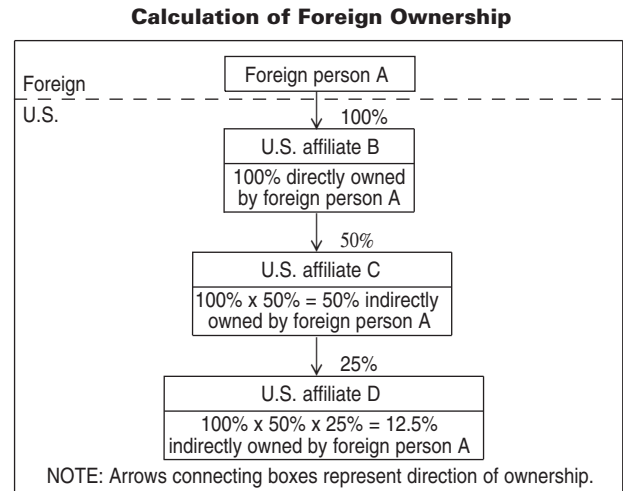 Calculation of Foreign Ownership
Foreign person A
Foreign
U.S.
100%
U.S. affiliate B
100% directly owned
by foreign person A
50%
U.S. affiliate C
100% x 50% = 50% indirectly
owned by foreign person A
25%
U.S. affiliate D
100% x 50% x 25% = 12.5%
indirectly owned by foreign person A
NOTE: Arrows connecting boxes represent direction of ownership.